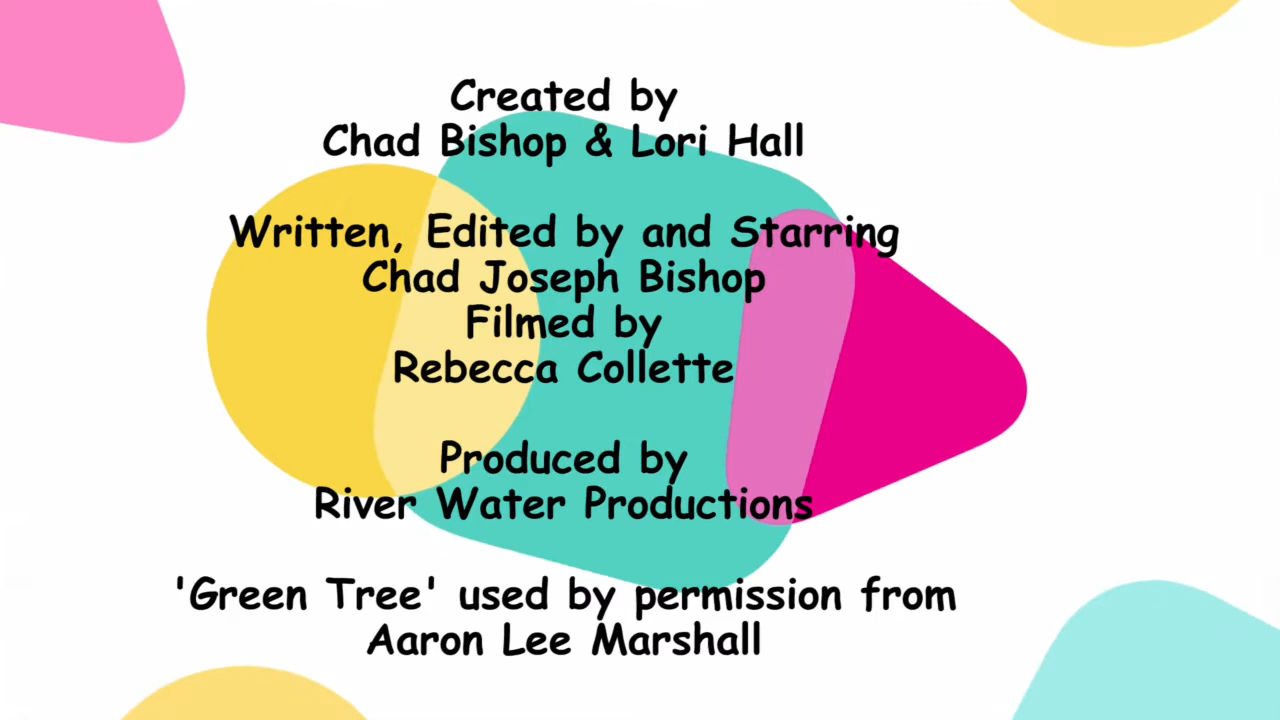 Created by
Chad Bishop & Lori Hall
Written, Edited by and Starring
Chad Joseph Bishop
Filmed by
Rebecca Collette
Produced by
River Water Productions
'Green Tree' used by permission from
Aaron Lee Marshall